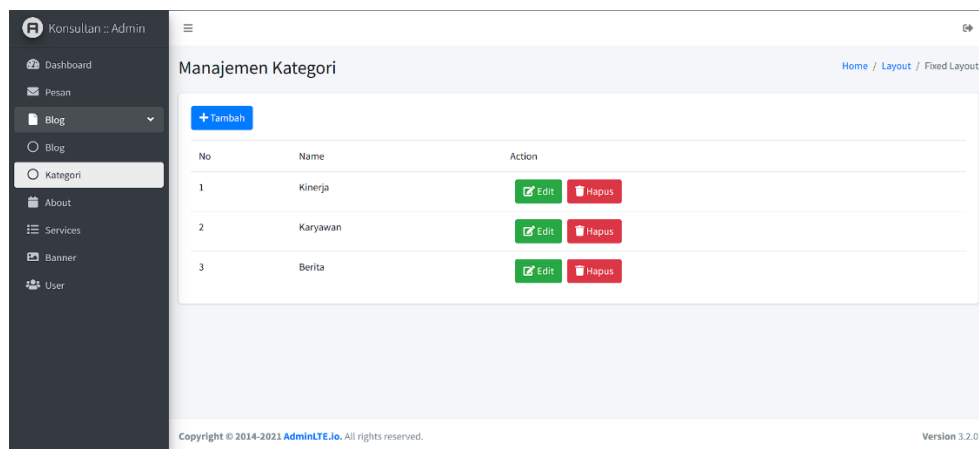 Konsultan :: Admin
Dashboard
Pesan
Blog
Blog
Kategori
About
Services
Banner
User
Manajemen Kategori
Home / Layout / Fixed Layout
+ Tambah
No Name Action
1 Kinerja Edit Hapus
2 Karyawan Edit Hapus
3 Berita Edit Hapus
Copyright © 2014-2021 AdminLTE.io. All rights reserved.
Version 3.2.0